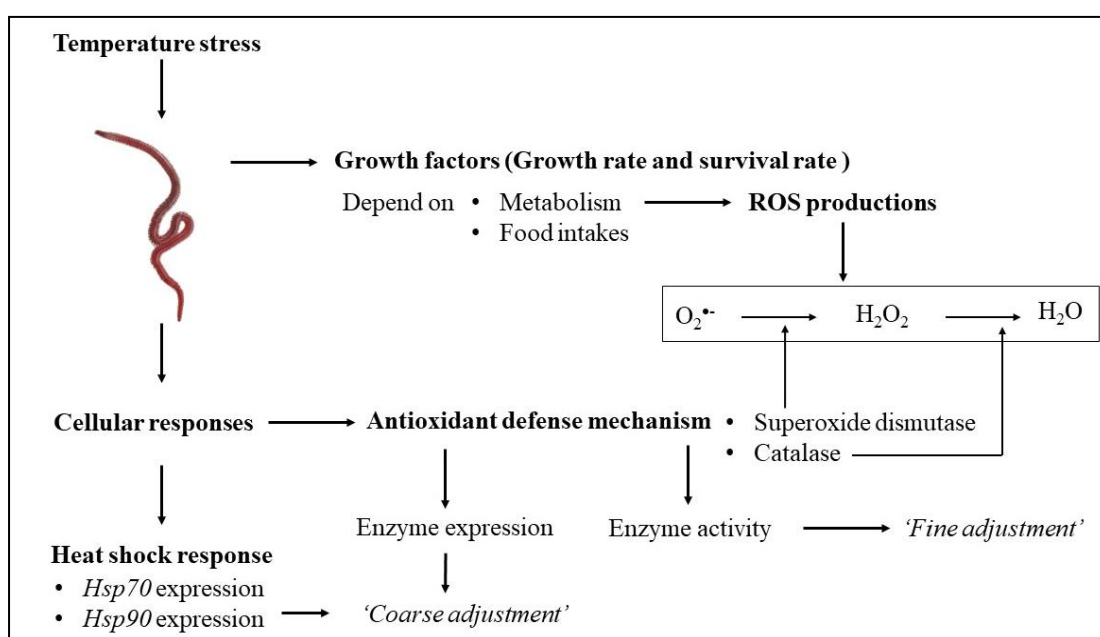 Temperature stress
Growth factors (Growth rate and survival rate )
Depend on • Metabolism
• Food intakes
ROS productions
O₂•- H₂O₂ H₂O
Cellular responses
Antioxidant defense mechanism
• Superoxide dismutase
• Catalase
Enzyme expression
Enzyme activity
‘Fine adjustment’
Heat shock response
• Hsp70 expression
• Hsp90 expression
‘Coarse adjustment’